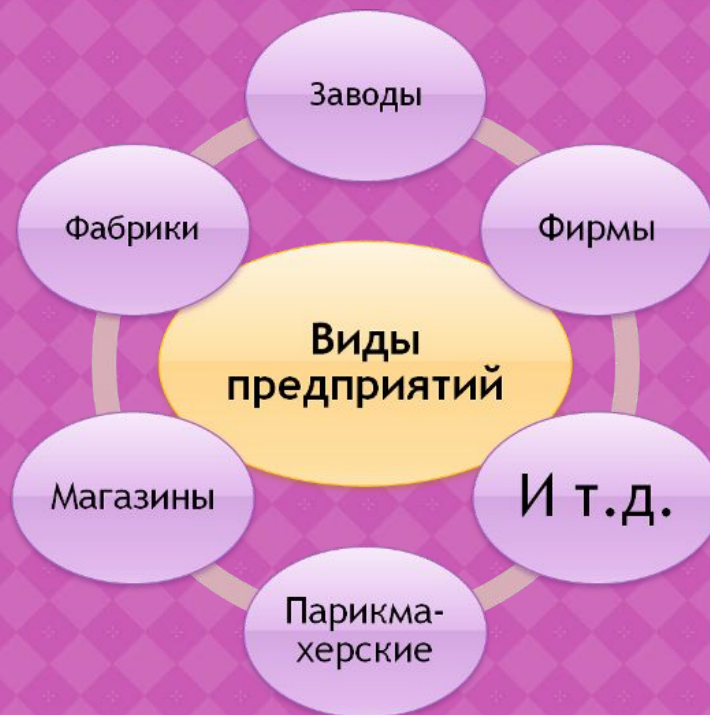 Заводы
Фабрики
Фирмы
Виды
предприятий
Магазины
И т.д.
Парикма-
херские